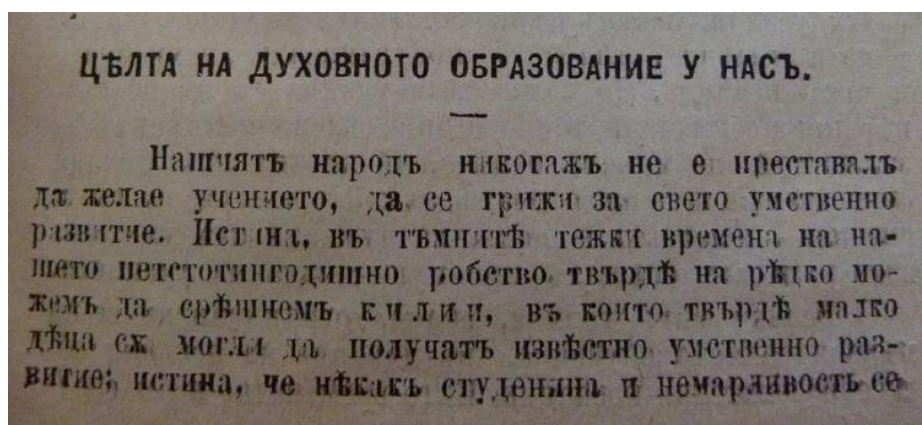 ЦѢЛТА НА ДУХОВНОТО ОБРАЗОВАНИЕ У НАСЪ.
Нашчятъ народъ никогажъ не е преставалъ
да желае учението, да се грижи за свето умственно
развитие. Истина, въ тъмнитѣ тежки времена на на-
шето петстотингодишно робство твърдѣ на рѣдко мо-
жемъ да срѣшнемъ килии, въ които твърдѣ малко
дѣца сѫ могли да получатъ извѣстно умственно раз-
витие; истина, че нѣкакъ студенина и немарливость се